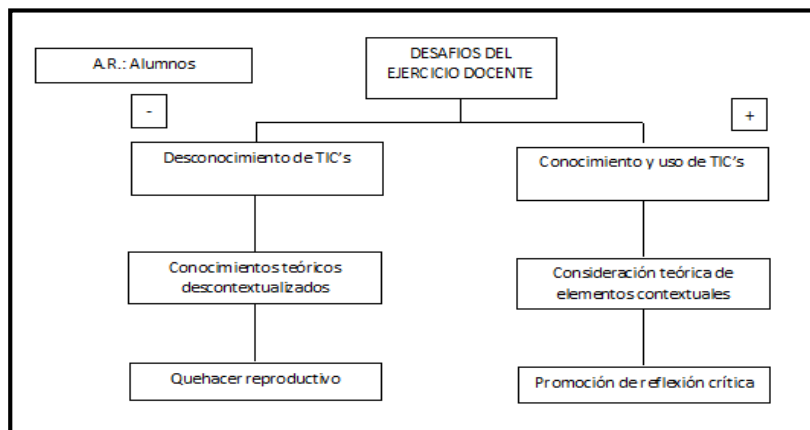 A.R.: Alumnos
DESAFIOS DEL
EJERCICIO DOCENTE
-
+
Desconocimiento de TIC's
Conocimiento y uso de TIC's
Conocimientos teóricos
descontextualizados
Consideración teórica de
elementos contextuales
Quehacer reproductivo
Promoción de reflexión crítica